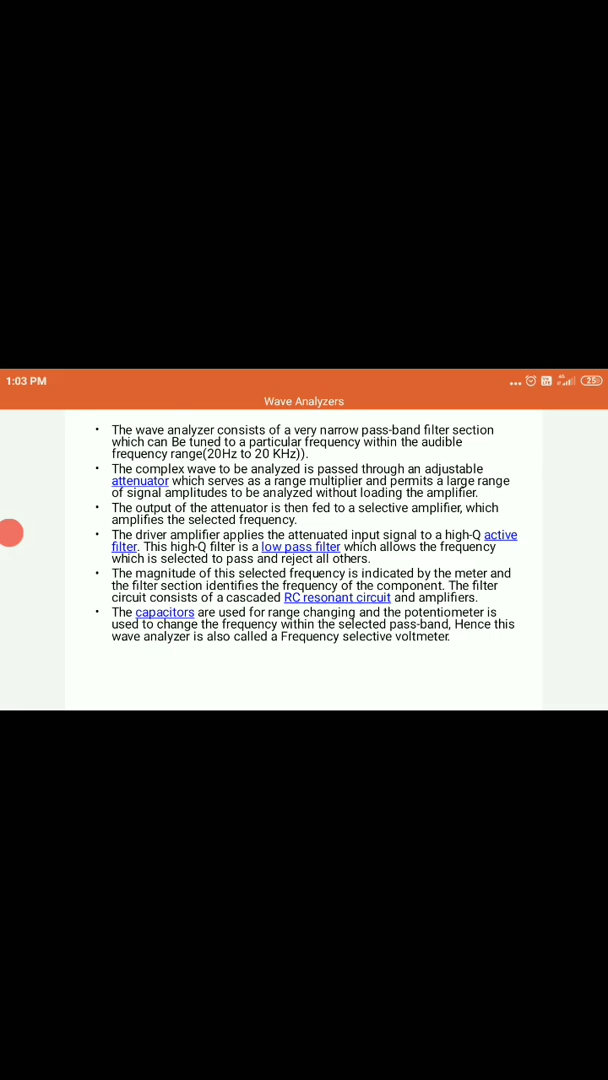 1:03 PM
25
Wave Analyzers
• The wave analyzer consists of a very narrow pass-band filter section
which can Be tuned to a particular frequency within the audible
frequency range(20Hz to 20 KHz)).
• The complex wave to be analyzed is passed through an adjustable
attenuator which serves as a range multiplier and permits a large range
of signal amplitudes to be analyzed without loading the amplifier.
• The output of the attenuator is then fed to a selective amplifier, which
amplifies the selected frequency.
• The driver amplifier applies the attenuated input signal to a high-Q active
filter. This high-Q filter is a low pass filter which allows the frequency
which is selected to pass and reject all others.
• The magnitude of this selected frequency is indicated by the meter and
the filter section identifies the frequency of the component. The filter
circuit consists of a cascaded RC resonant circuit and amplifiers.
• The capacitors are used for range changing and the potentiometer is
used to change the frequency within the selected pass-band, Hence this
wave analyzer is also called a Frequency selective voltmeter.